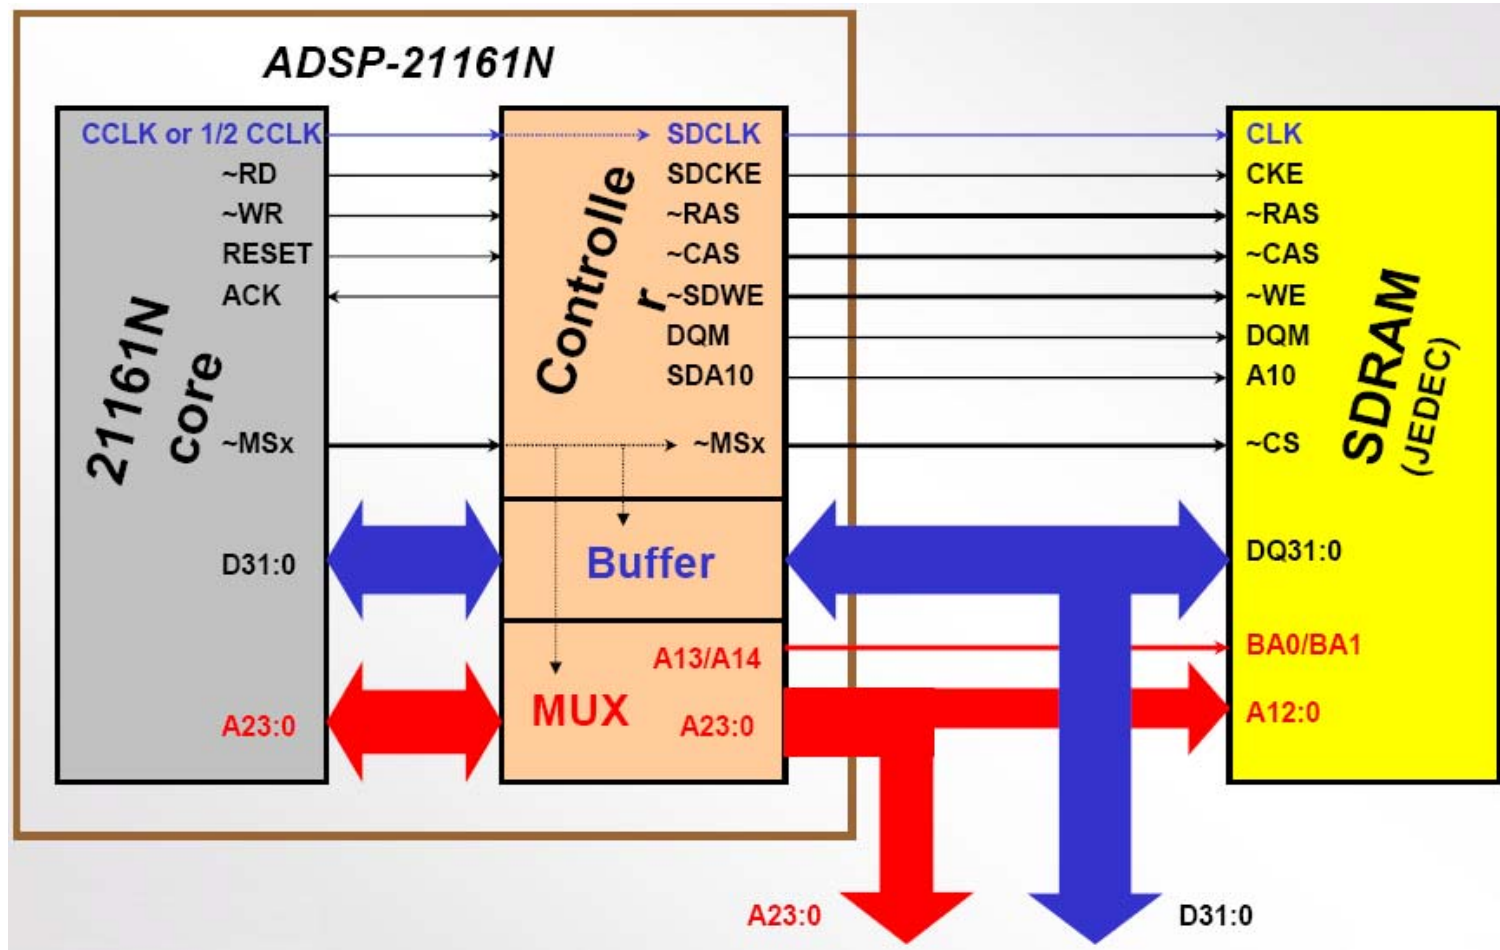 ADSP-21161N
CCLK or 1/2 CCLK
~RD
~WR
RESET
ACK
21161N
core
~MSx
D31:0
A23:0
Controlle
r
SDCLK
SDCKE
~RAS
~CAS
~SDWE
DQM
SDA10
~MSx
Buffer
A13/A14
MUX
A23:0
CLK
CKE
~RAS
~CAS
~WE
DQM
A10
~CS
SDRAM
(JEDEC)
DQ31:0
BA0/BA1
A12:0
A23:0
D31:0